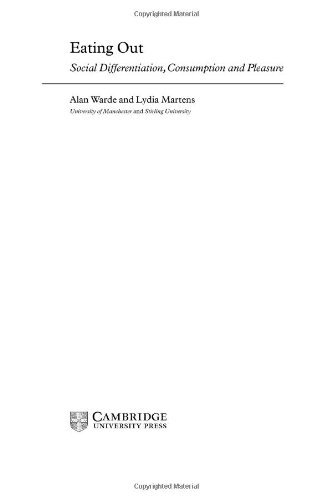 Copyrighted Material
Eating Out
Social Differentiation, Consumption and Pleasure
Alan Warde and Lydia Martens
University of Manchester and Stirling University
CAMBRIDGE
UNIVERSITY PRESS
Copyrighted Material